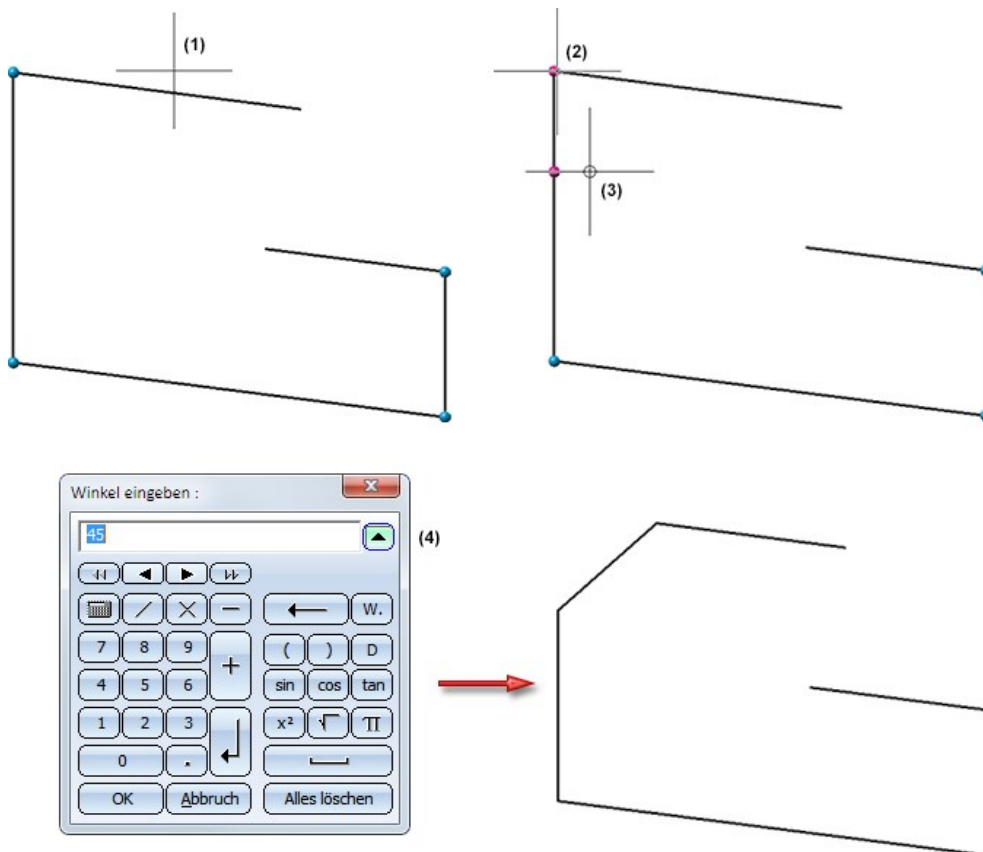 (1)
(2)
(3)
Winkel eingeben :
45
(4)
W.
7 8 9 + ( ) D
4 5 6 sin cos tan
1 2 3 x² √ π
0 .
OK Abbruch Alles löschen